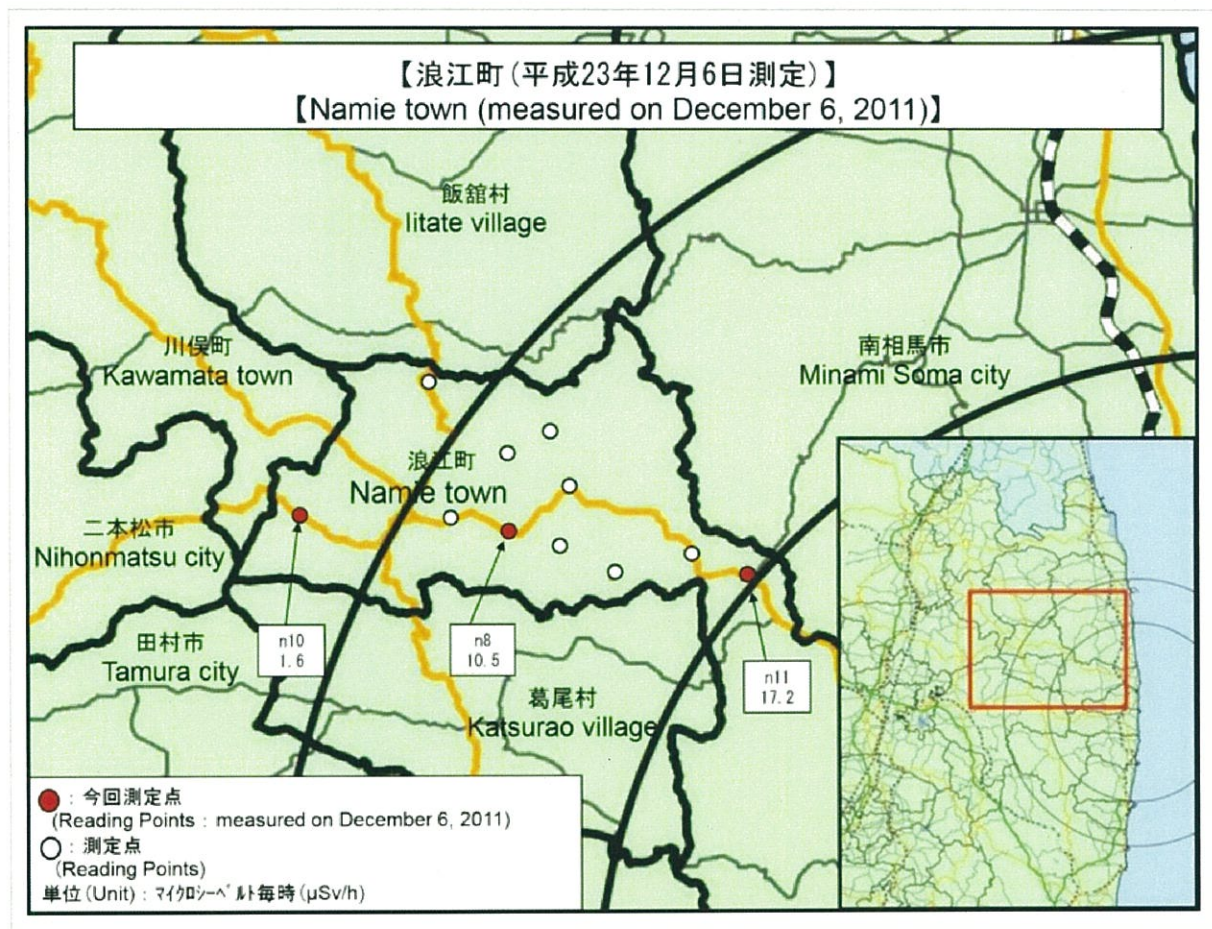 【浪江町(平成23年12月6日測定)】
【Namie town (measured on December 6, 2011)】
飯舘村
Iitate village
川俣町
Kawamata town
南相馬市
Minami Soma city
浪江町
Namie town
二本松市
Nihonmatsu city
田村市
Tamura city
n10
1.6
n8
10.5
n11
17.2
葛尾村
Katsurao village
: 今回測定点
(Reading Points : measured on December 6, 2011)
: 測定点
(Reading Points)
単位(Unit) : マイクロシーベルト毎時(μSv/h)